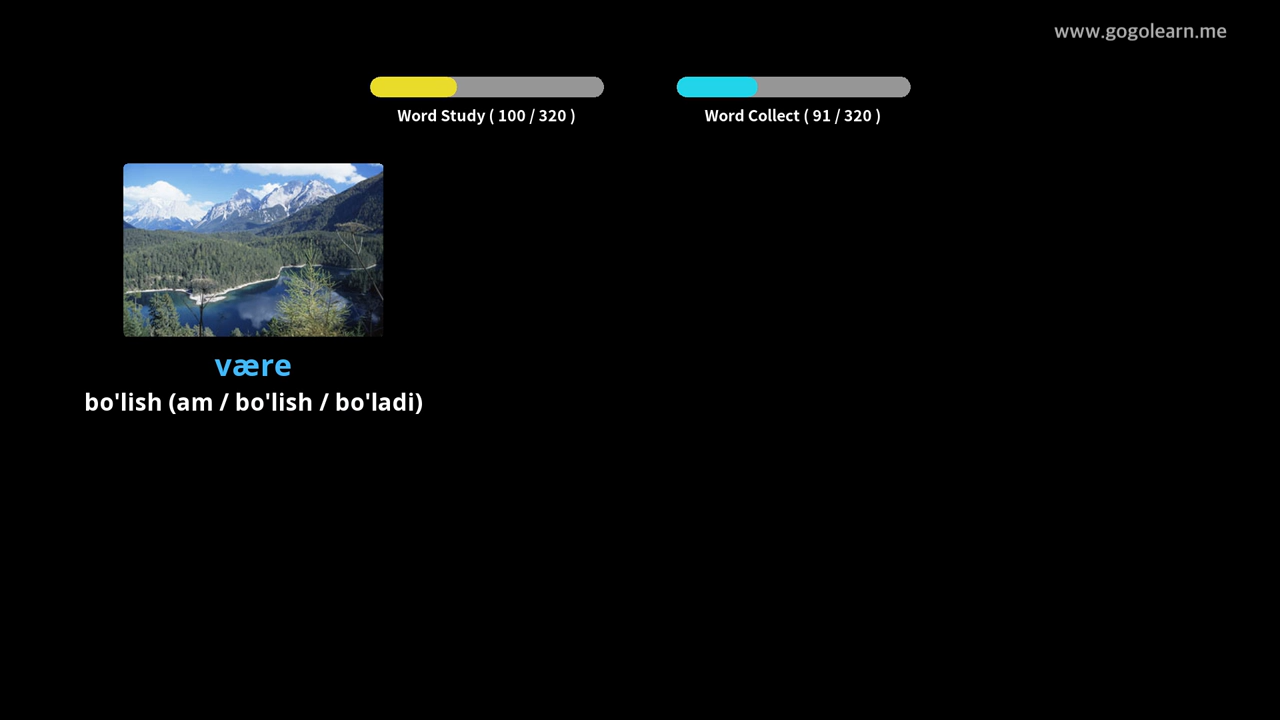 www.gogolearn.me
Word Study ( 100 / 320 )
Word Collect ( 91 / 320 )
være
bo'lish (am / bo'lish / bo'ladi)